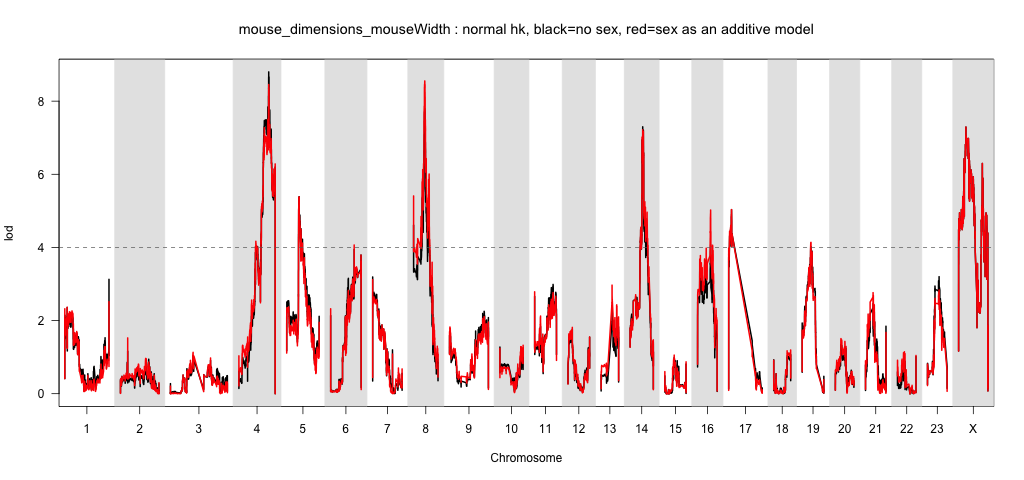 mouse_dimensions_mouseWidth : normal hk, black=no sex, red=sex as an additive model
lod
8
6
4
2
0
1 2 3 4 5 6 7 8 9 10 11 12 13 14 15 16 17 18 19 20 21 22 23 X
Chromosome